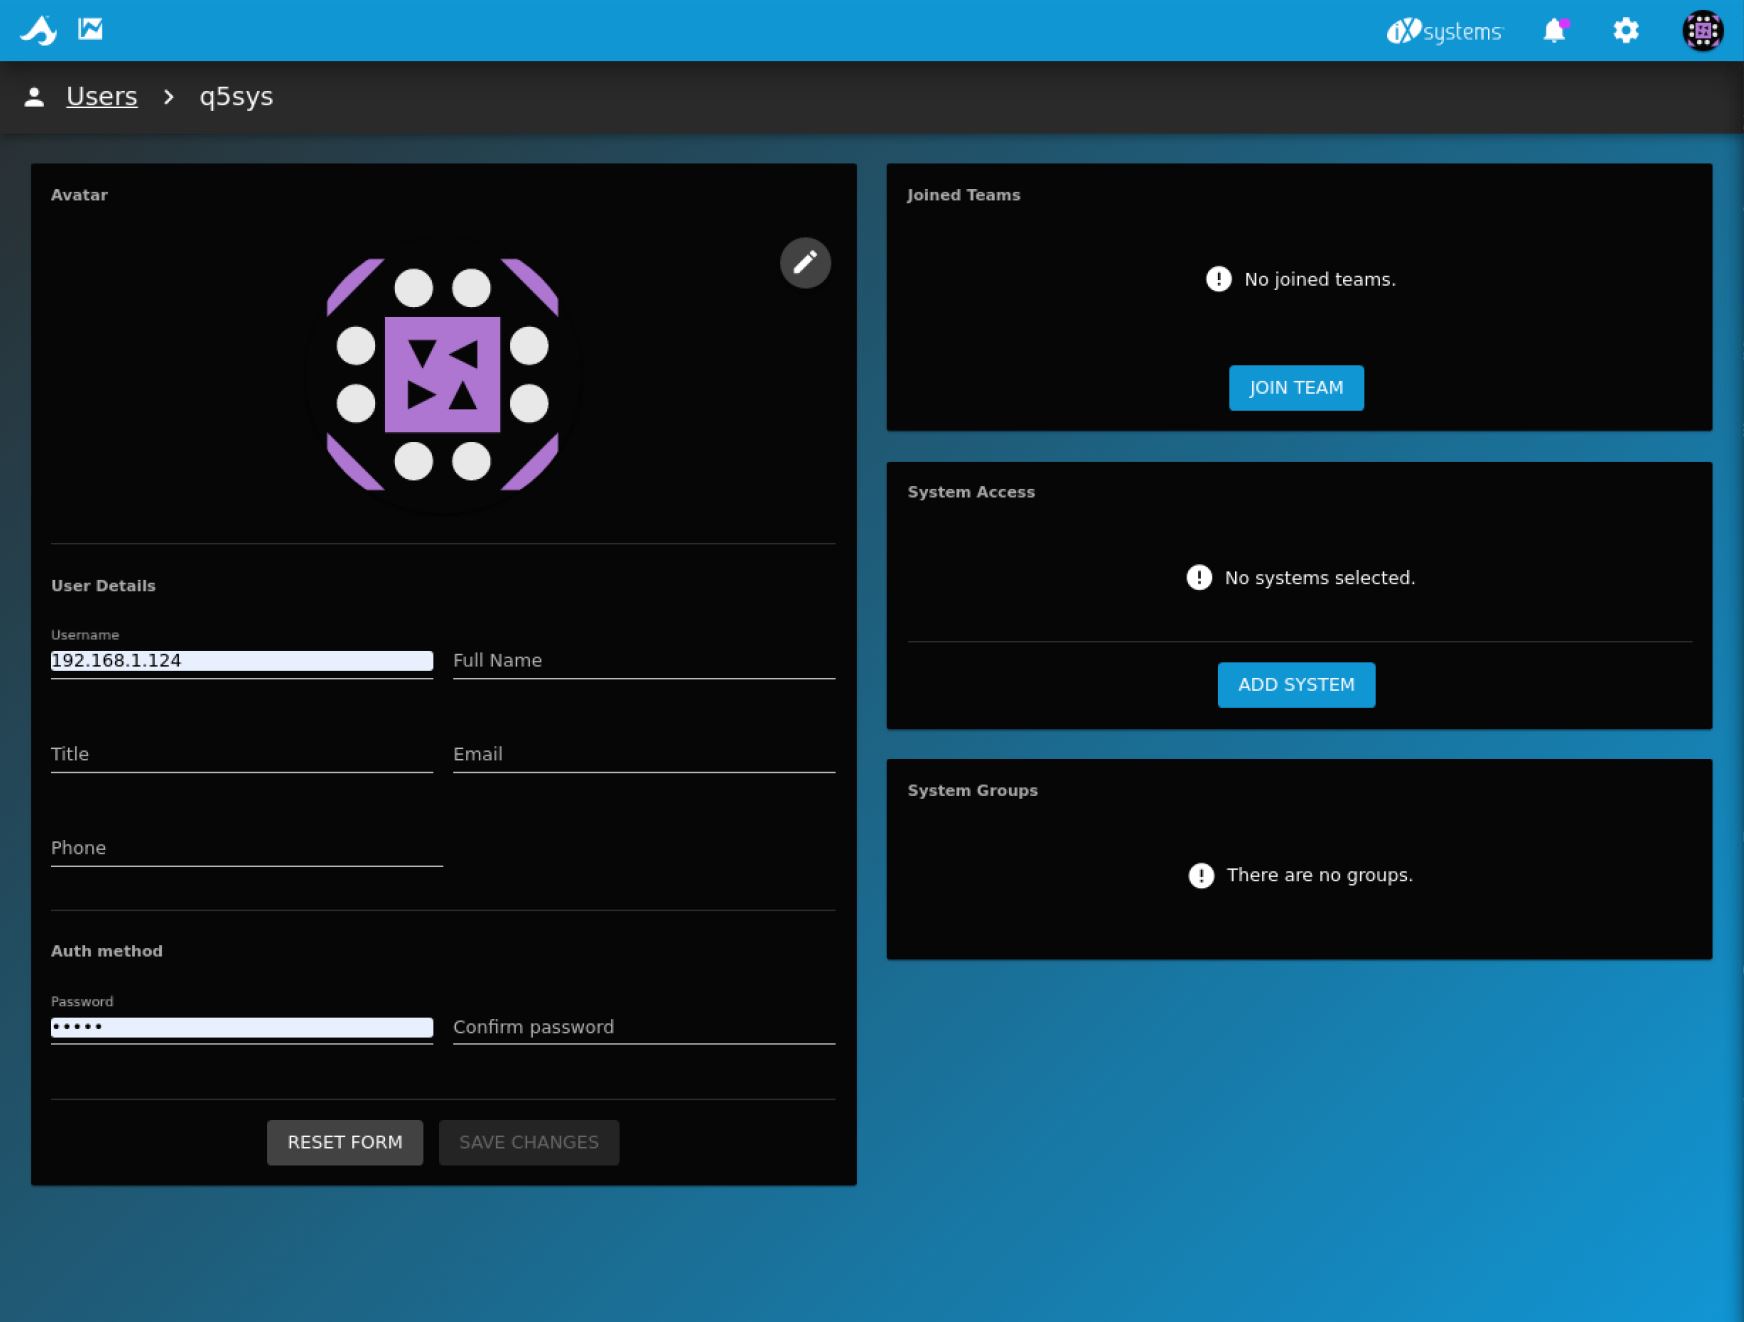 iXsystems
Users
q5sys
Avatar
User Details
Username
192.168.1.124
Full Name
Title
Email
Phone
Auth method
Password
•••••
Confirm password
RESET FORM
SAVE CHANGES
Joined Teams
No joined teams.
JOIN TEAM
System Access
No systems selected.
ADD SYSTEM
System Groups
There are no groups.